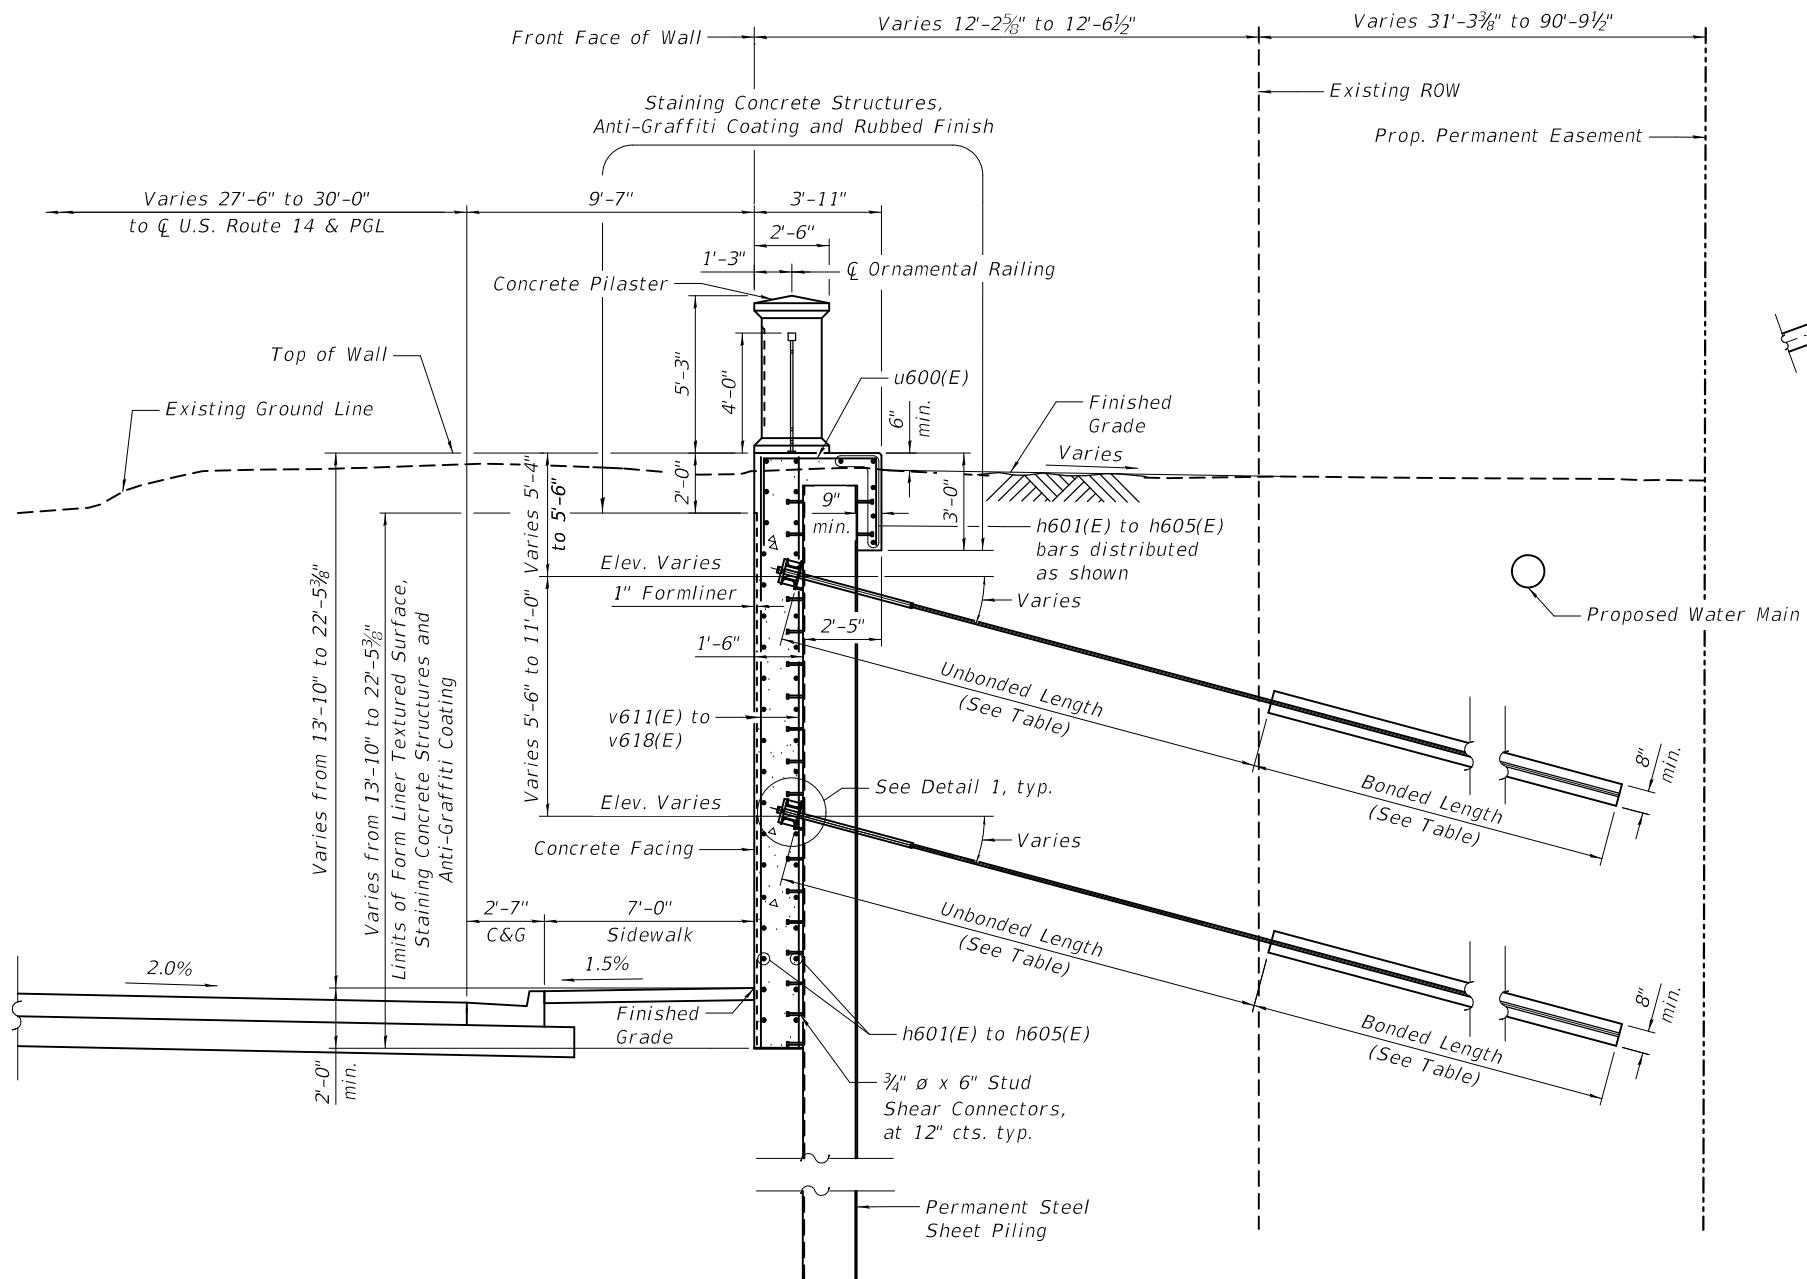 Varies 12'-2⅝" to 12'-6½"
Varies 31'-3⅜" to 90'-9½"
Front Face of Wall
Existing ROW
Staining Concrete Structures,
Anti-Graffiti Coating and Rubbed Finish
Prop. Permanent Easement
Varies 27'-6" to 30'-0"
to ℄ U.S. Route 14 & PGL
9'-7"
3'-11"
2'-6"
1'-3"
℄ Ornamental Railing
Concrete Pilaster
Top of Wall
5'-3"
4'-0"
u600(E)
6"
min.
Existing Ground Line
Finished
Grade
Varies
Varies 5'-4"
to 5'-6"
2'-0"
9"
min.
3'-0"
h601(E) to h605(E)
bars distributed
as shown
Elev. Varies
1" Formliner
Varies
Proposed Water Main
2'-5"
1'-6"
Varies from 13'-10" to 22'-5⅜"
Varies from 13'-10" to 22'-5⅜"
Limits of Form Liner Textured Surface,
Staining Concrete Structures and
Anti-Graffiti Coating
Varies 5'-6" to 11'-0"
v611(E) to
v618(E)
Unbonded Length
(See Table)
8"
min.
Bonded Length
(See Table)
Elev. Varies
See Detail 1, typ.
Varies
Concrete Facing
2'-7"
C&G
7'-0"
Sidewalk
Unbonded Length
(See Table)
2.0%
1.5%
8"
min.
Bonded Length
(See Table)
Finished
Grade
h601(E) to h605(E)
2'-0"
min.
¾" ø x 6" Stud
Shear Connectors,
at 12" cts. typ.
Permanent Steel
Sheet Piling